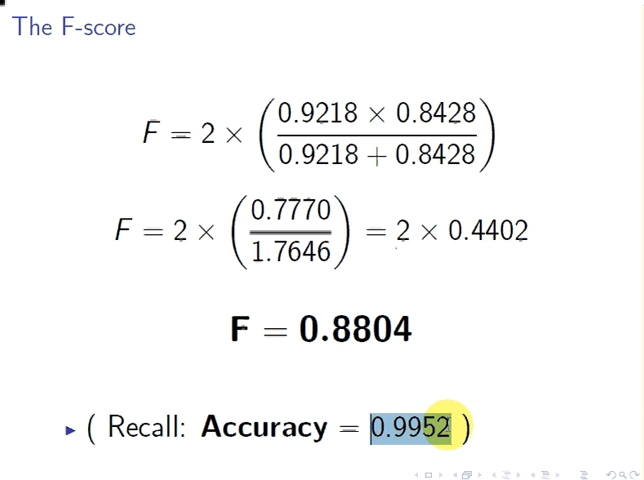 The F-score
F = 2 × ( 0.9218 × 0.8428 / 0.9218 + 0.8428 )
F = 2 × ( 0.7770 / 1.7646 ) = 2 × 0.4402
F = 0.8804
▸ ( Recall: Accuracy = 0.9952 )